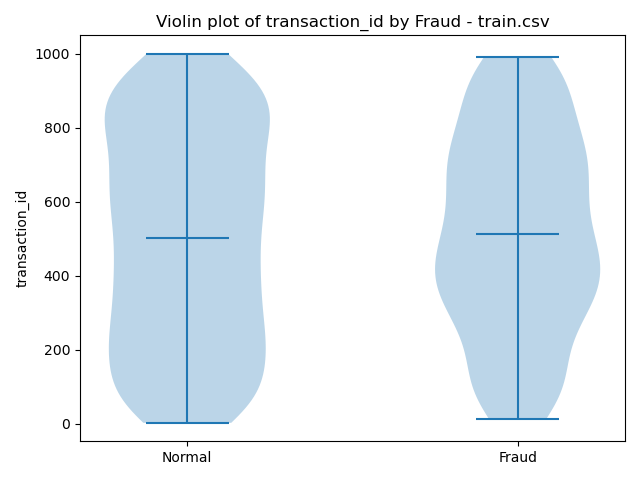 Violin plot of transaction_id by Fraud - train.csv
1000
800
600
400
200
0
transaction_id
Normal
Fraud